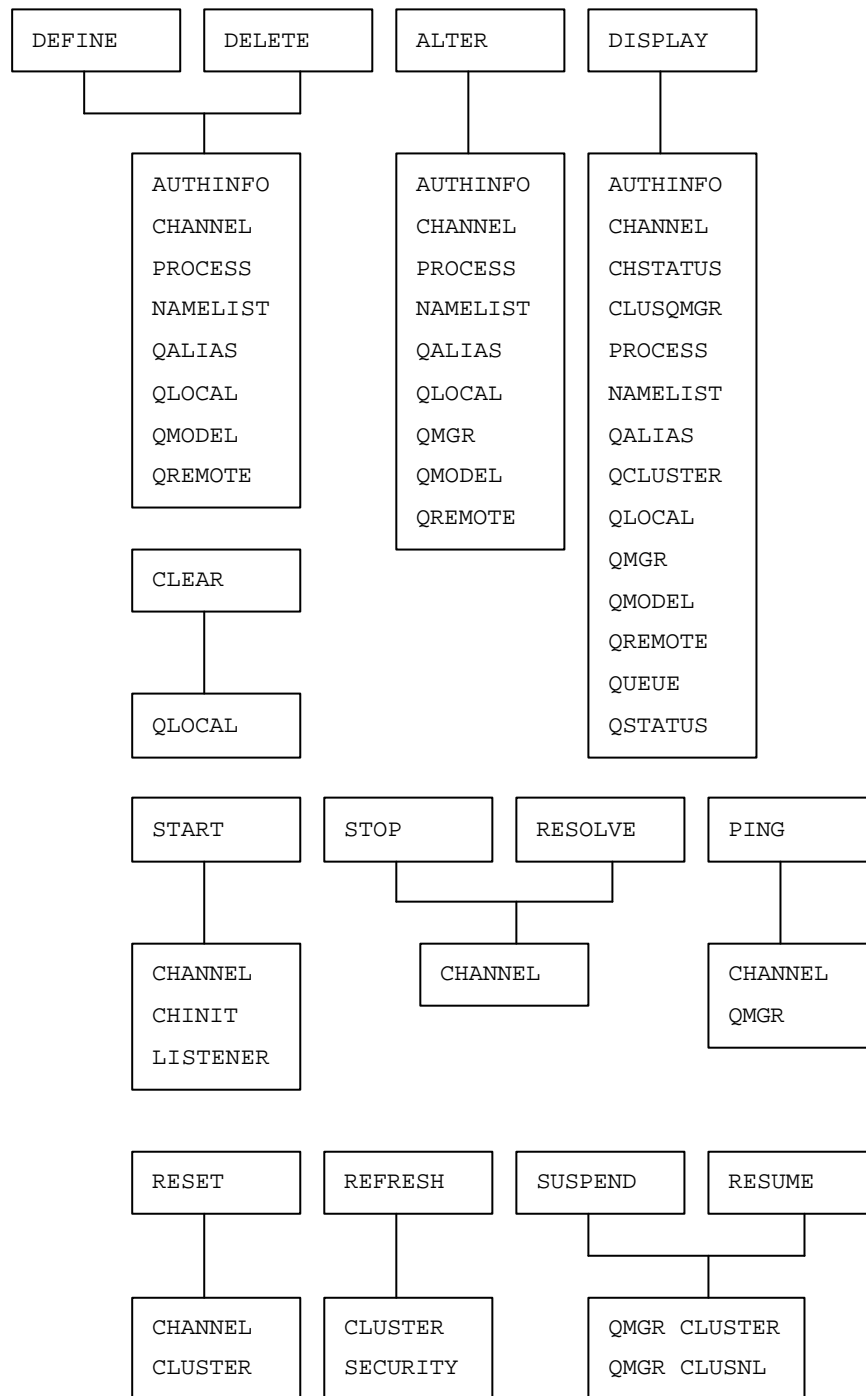 DEFINE
DELETE
ALTER
DISPLAY
AUTHINFO
CHANNEL
PROCESS
NAMELIST
QALIAS
QLOCAL
QMODEL
QREMOTE
AUTHINFO
CHANNEL
PROCESS
NAMELIST
QALIAS
QLOCAL
QMGR
QMODEL
QREMOTE
AUTHINFO
CHANNEL
CHSTATUS
CLUSQMGR
PROCESS
NAMELIST
QALIAS
QCLUSTER
QLOCAL
QMGR
QMODEL
QREMOTE
QUEUE
QSTATUS
CLEAR
QLOCAL
START
STOP
RESOLVE
PING
CHANNEL
CHINIT
LISTENER
CHANNEL
CHANNEL
QMGR
RESET
REFRESH
SUSPEND
RESUME
CHANNEL
CLUSTER
CLUSTER
SECURITY
QMGR CLUSTER
QMGR CLUSNL